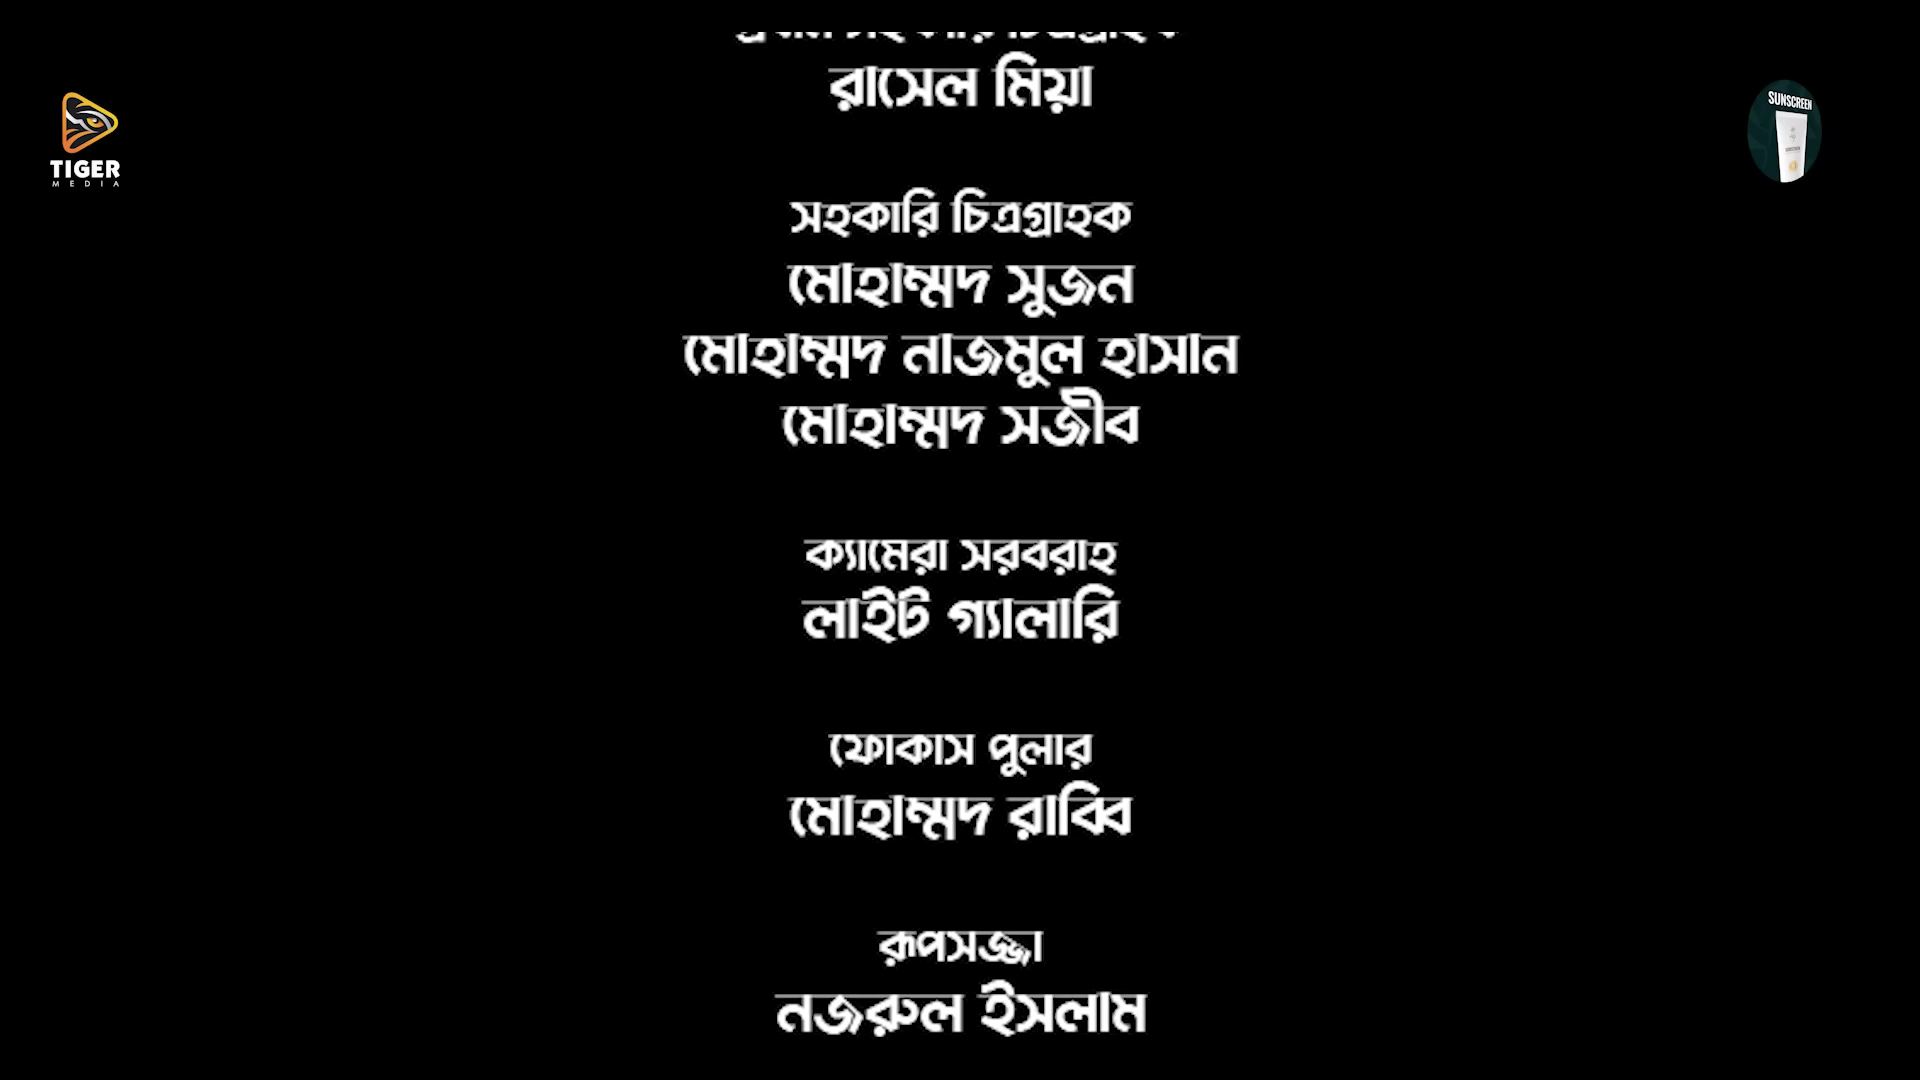 রাসেল মিয়া
TIGER
MEDIA
SUNSCREEN
সহকারি চিত্রগ্রাহক
মোহাম্মদ সুজন
মোহাম্মদ নাজমুল হাসান
মোহাম্মদ সজীব
ক্যামেরা সরবরাহ
লাইট গ্যালারি
ফোকাস পুলার
মোহাম্মদ রাব্বি
রূপসজ্জা
নজরুল ইসলাম